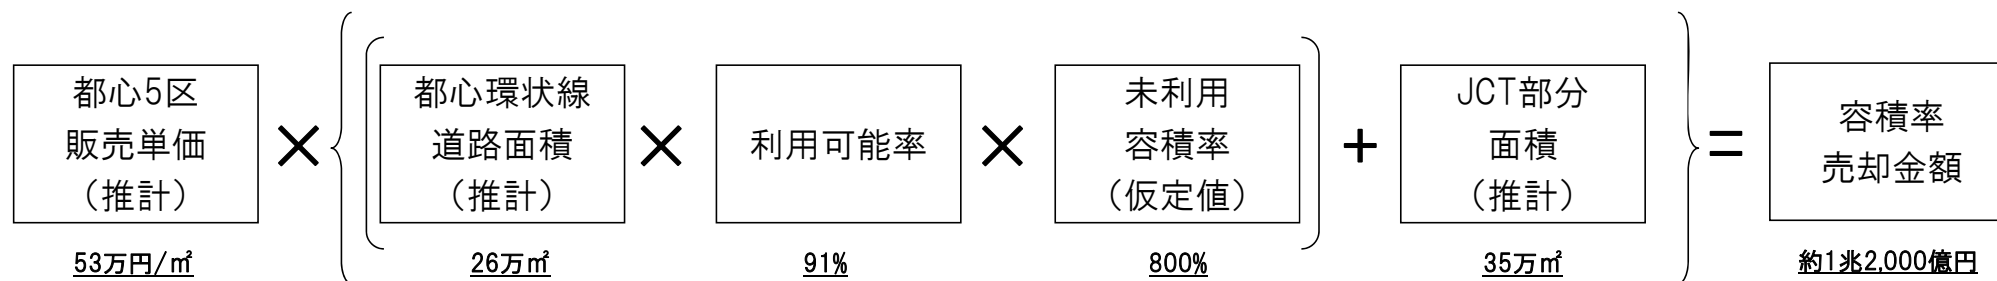 都心5区
販売単価
(推計)
53万円/㎡
×
都心環状線
道路面積
(推計)
26万㎡
×
利用可能率
91%
×
未利用
容積率
(仮定値)
800%
+
JCT部分
面積
(推計)
35万㎡
=
容積率
売却金額
約1兆2,000億円